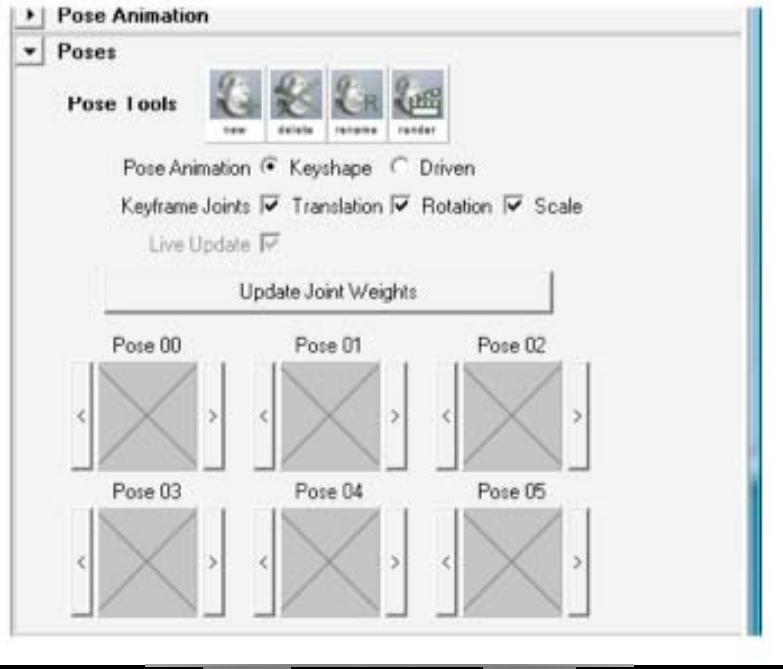 Pose Animation
Poses
Pose Tools
new delete rename render
Pose Animation Keyshape Driven
Keyframe Joints Translation Rotation Scale
Live Update
Update Joint Weights
Pose 00 Pose 01 Pose 02
< > < > < >
Pose 03 Pose 04 Pose 05
< > < > < >